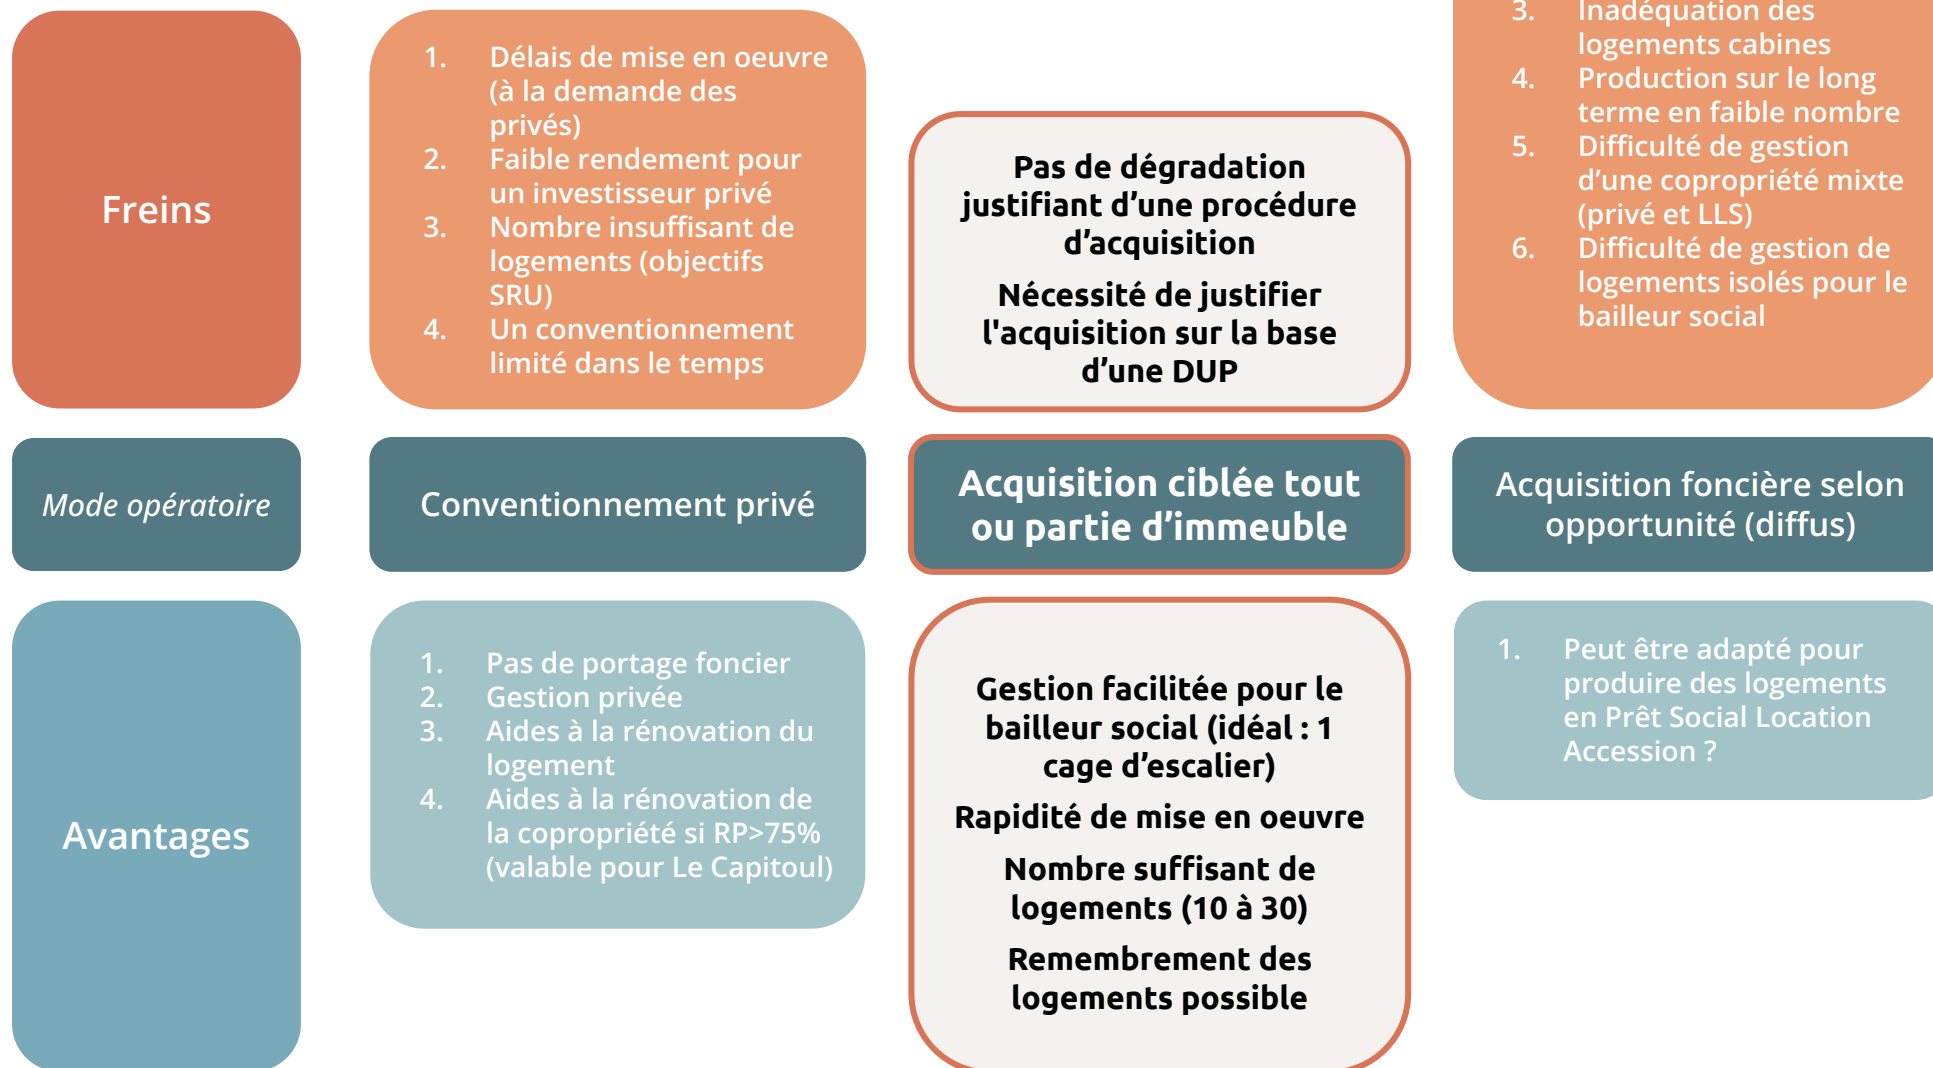 Freins
1. Délais de mise en oeuvre
(à la demande des
privés)
2. Faible rendement pour
un investisseur privé
3. Nombre insuffisant de
logements (objectifs
SRU)
4. Un conventionnement
limité dans le temps
Pas de dégradation
justifiant d’une procédure
d’acquisition
Nécessité de justifier
l'acquisition sur la base
d’une DUP
3. Inadéquation des
logements cabines
4. Production sur le long
terme en faible nombre
5. Difficulté de gestion
d’une copropriété mixte
(privé et LLS)
6. Difficulté de gestion de
logements isolés pour le
bailleur social
Mode opératoire
Conventionnement privé
Acquisition ciblée tout
ou partie d’immeuble
Acquisition foncière selon
opportunité (diffus)
Avantages
1. Pas de portage foncier
2. Gestion privée
3. Aides à la rénovation du
logement
4. Aides à la rénovation de
la copropriété si RP>75%
(valable pour Le Capitoul)
Gestion facilitée pour le
bailleur social (idéal : 1
cage d’escalier)
Rapidité de mise en oeuvre
Nombre suffisant de
logements (10 à 30)
Remembrement des
logements possible
1. Peut être adapté pour
produire des logements
en Prêt Social Location
Accession ?